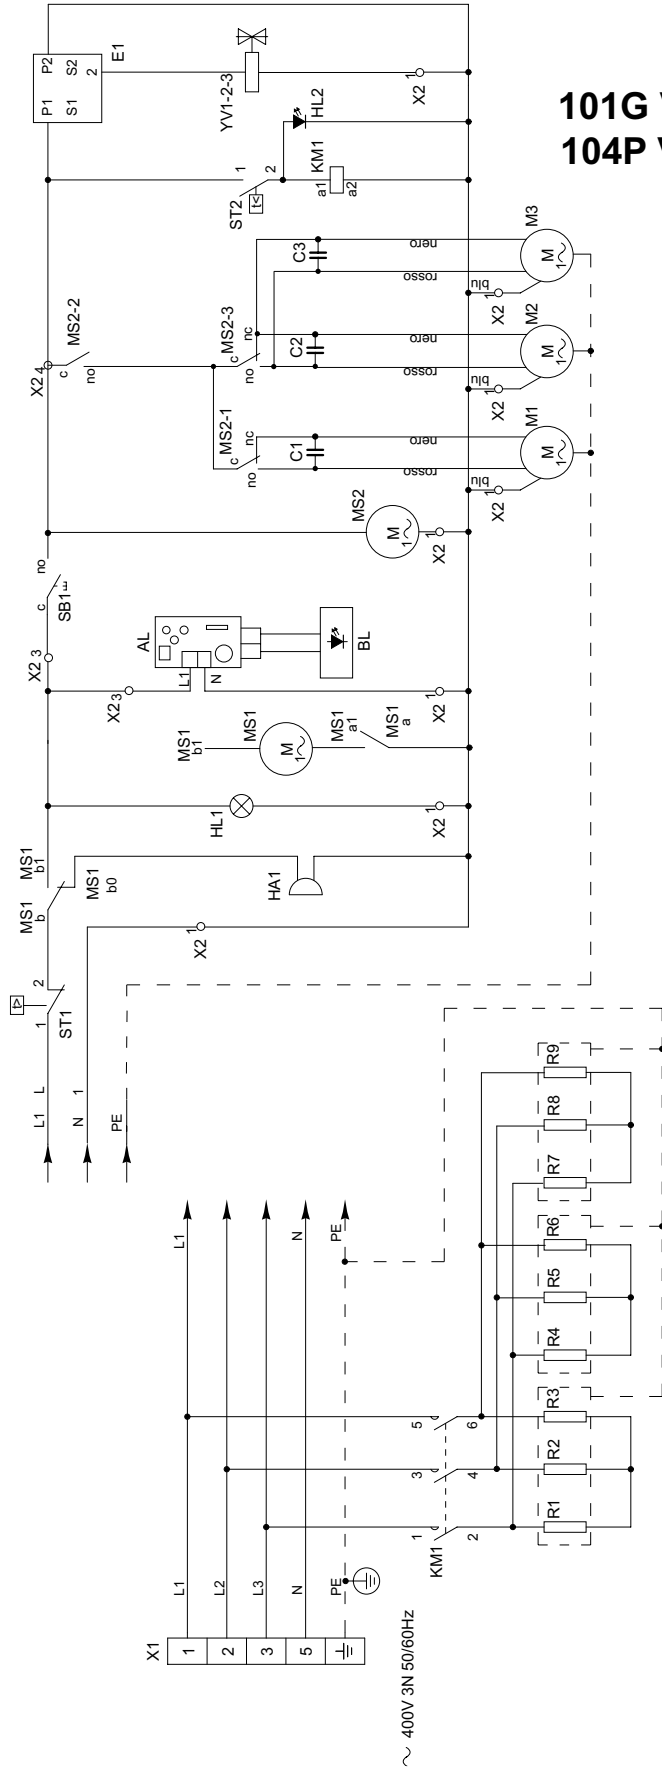 101G
104P
~ 400V 3N 50/60Hz
X1
1
2
3
5
L1
L2
L3
N
PE
L1
N
PE
KM1
1
2
3
4
5
6
R1
R2
R3
R4
R5
R6
R7
R8
R9
L1 L
N 1
PE
1
2
t>
ST1
MS1
b
MS1
b1
MS1
b0
X2 1
HA1
HL1
X2 1
MS1
b1
MS1
M
1
MS1
a1
MS1
a
X2 1
X2 3
X2 3
L1
N
AL
BL
c
no
SB1
E
MS2
M
1
X2 1
X2 4
MS2-2
c
no
MS2-1
c
no
nc
MS2-3
c
no
nc
C1
C2
C3
rosso
nero
blu
rosso
nero
blu
rosso
nero
blu
X2 1
X2 1
X2 1
M1
M
1
M2
M
1
M3
M
1
ST2
t<
1
2
KM1
a1
a2
HL2
YV1-2-3
X2 1
P1 P2
S1 S2
2
E1